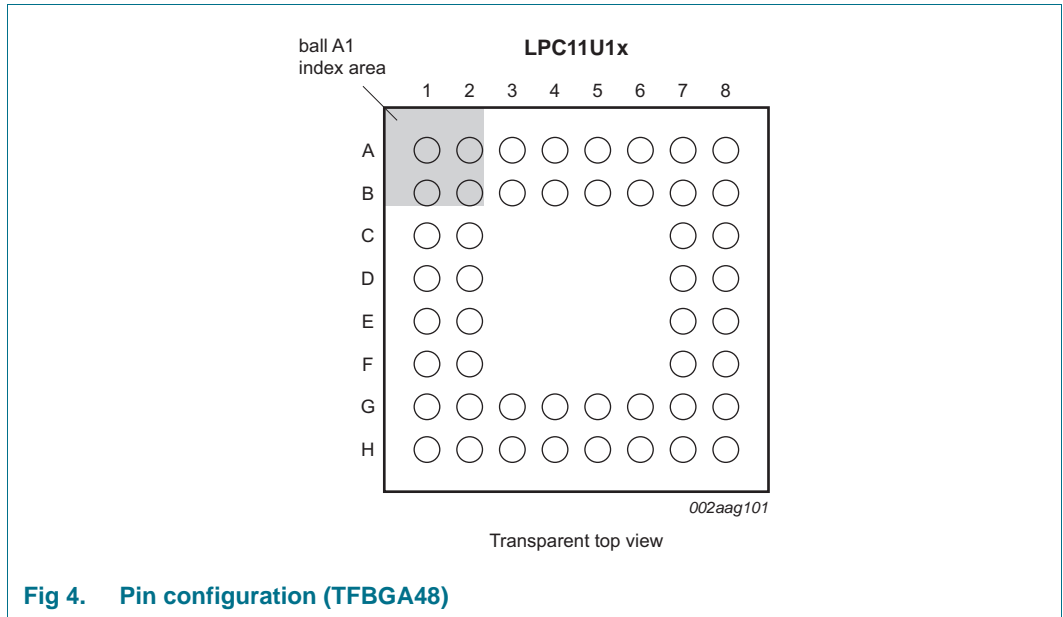 ball A1
index area
LPC11U1x
1 2 3 4 5 6 7 8
A
B
C
D
E
F
G
H
002aag101
Transparent top view
Fig 4. Pin configuration (TFBGA48)